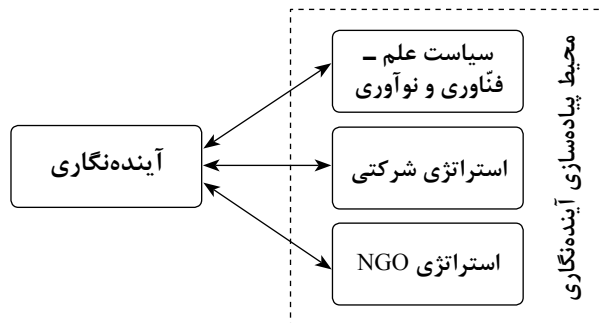 سیاست علم ـ
فنّاوری و نوآوری
استراتژی شرکتی
استراتژی NGO
آینده‌نگاری
محیط پیاده‌سازی آینده‌نگاری